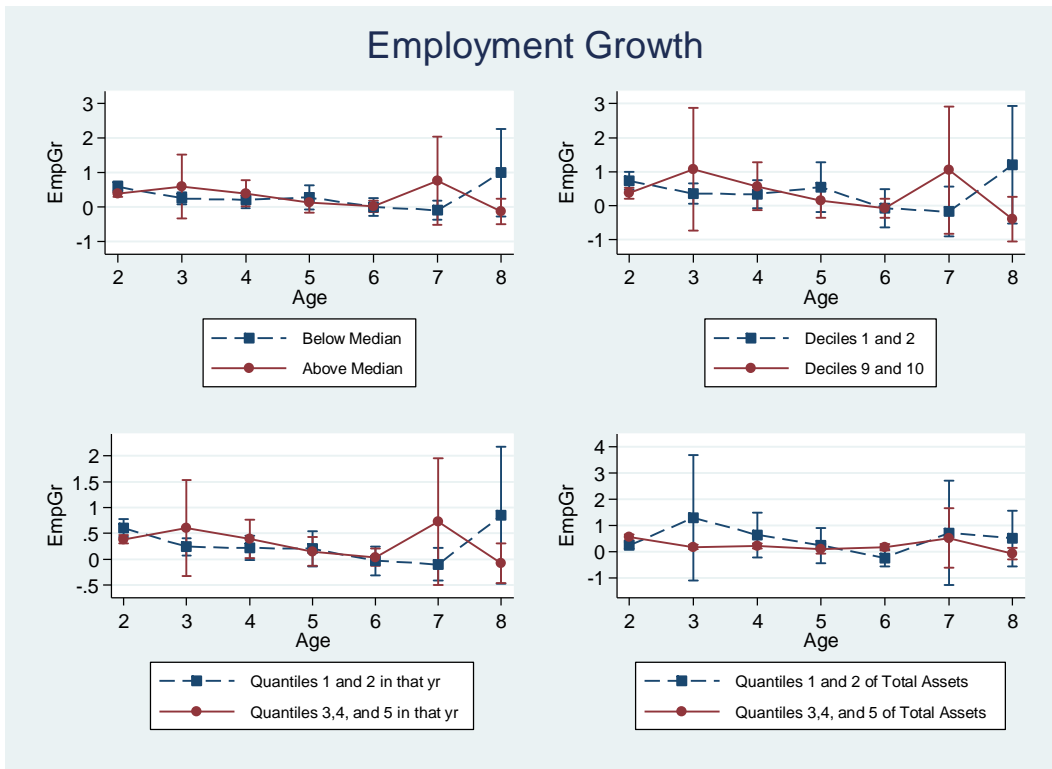 Employment Growth
3
2
1
0
-1
EmpGr
2 3 4 5 6 7 8
Age
Below Median
Above Median
3
2
1
0
-1
EmpGr
2 3 4 5 6 7 8
Age
Deciles 1 and 2
Deciles 9 and 10
2
1.5
1
.5
0
-.5
EmpGr
2 3 4 5 6 7 8
Age
Quantiles 1 and 2 in that yr
Quantiles 3,4, and 5 in that yr
4
3
2
1
0
-1
EmpGr
2 3 4 5 6 7 8
Age
Quantiles 1 and 2 of Total Assets
Quantiles 3,4, and 5 of Total Assets